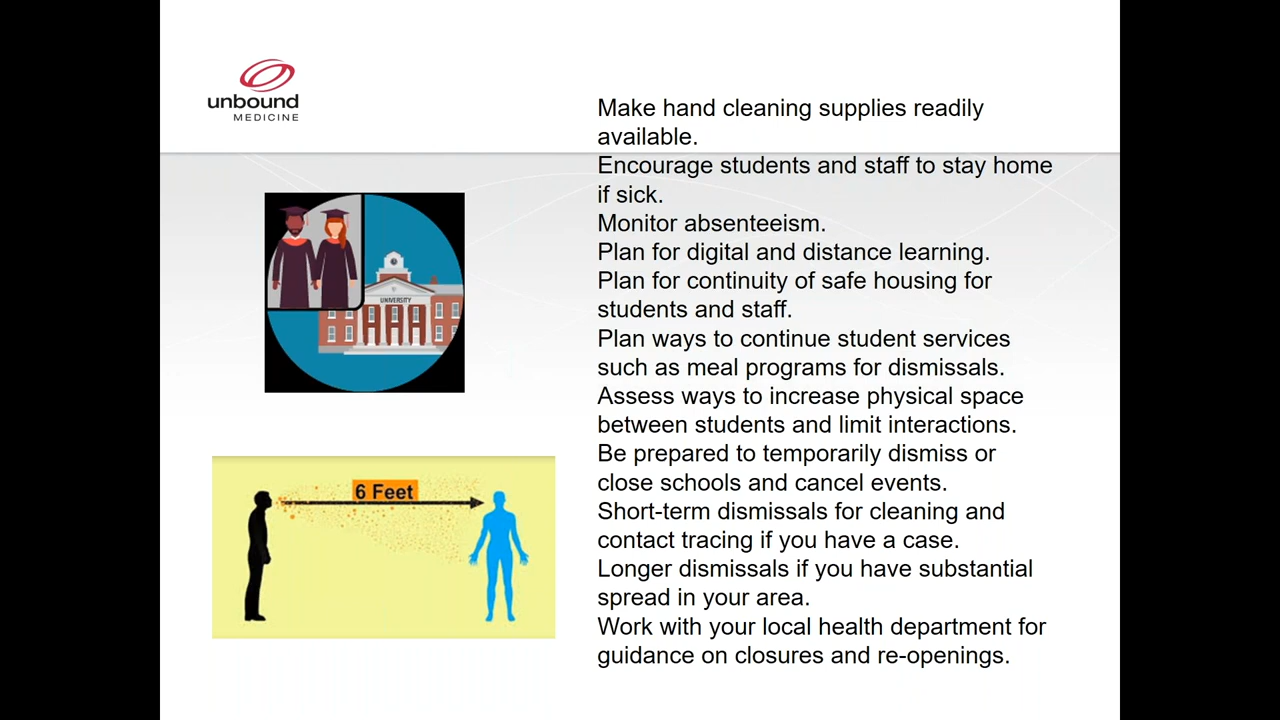 unbound
MEDICINE
Make hand cleaning supplies readily
available.
Encourage students and staff to stay home
if sick.
Monitor absenteeism.
Plan for digital and distance learning.
Plan for continuity of safe housing for
students and staff.
Plan ways to continue student services
such as meal programs for dismissals.
Assess ways to increase physical space
between students and limit interactions.
Be prepared to temporarily dismiss or
close schools and cancel events.
Short-term dismissals for cleaning and
contact tracing if you have a case.
Longer dismissals if you have substantial
spread in your area.
Work with your local health department for
guidance on closures and re-openings.
UNIVERSITY
6 Feet